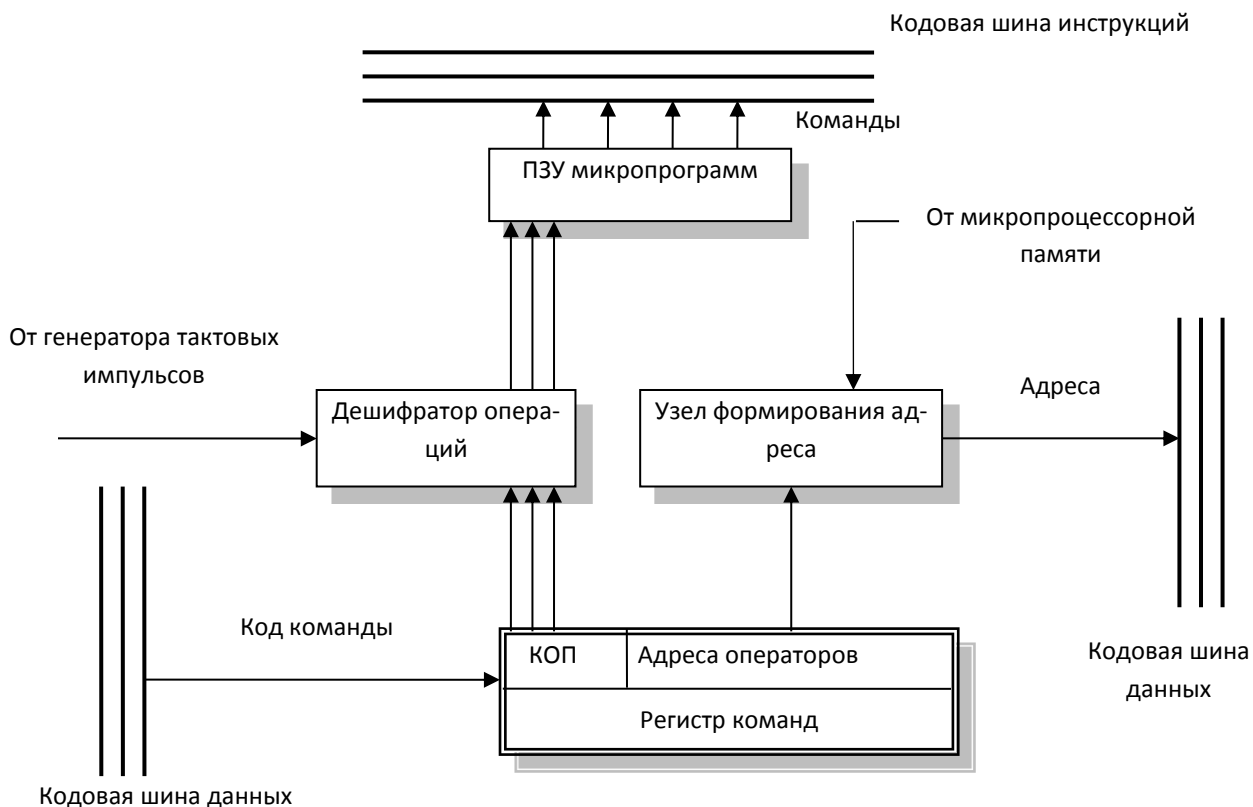 Кодовая шина инструкций
Команды
ПЗУ микропрограмм
От микропроцессорной
памяти
От генератора тактовых
импульсов
Дешифратор опера-
ций
Узел формирования ад-
реса
Адреса
Код команды
КОП
Адреса операторов
Регистр команд
Кодовая шина
данных
Кодовая шина данных